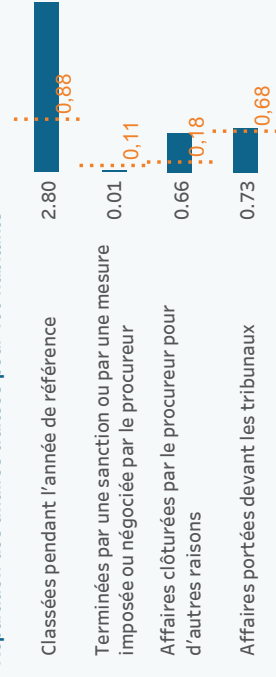 Classées pendant l'année de référence
2.80
0,88
Terminées par une sanction ou par une mesure
imposée ou négociée par le procureur
0.01
0,11
Affaires clôturées par le procureur pour
d'autres raisons
0.66
0,18
Affaires portées devant les tribunaux
0.73
0,68